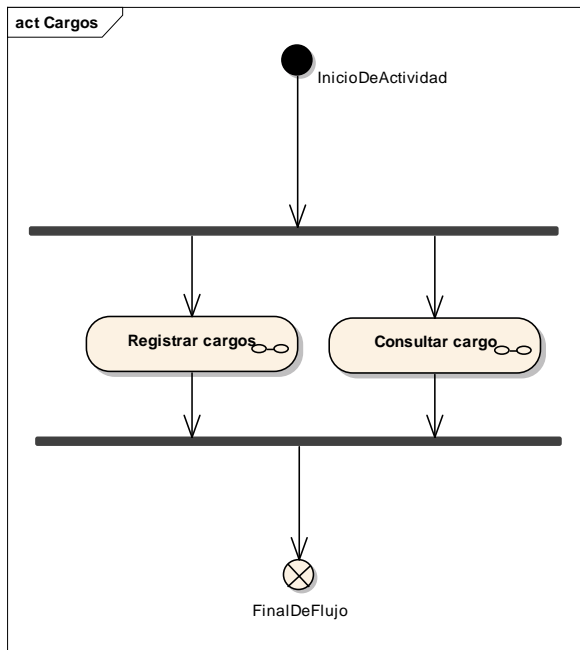 act Cargos
InicioDeActividad
Registrar cargos
Consultar cargo
FinalDeFlujo